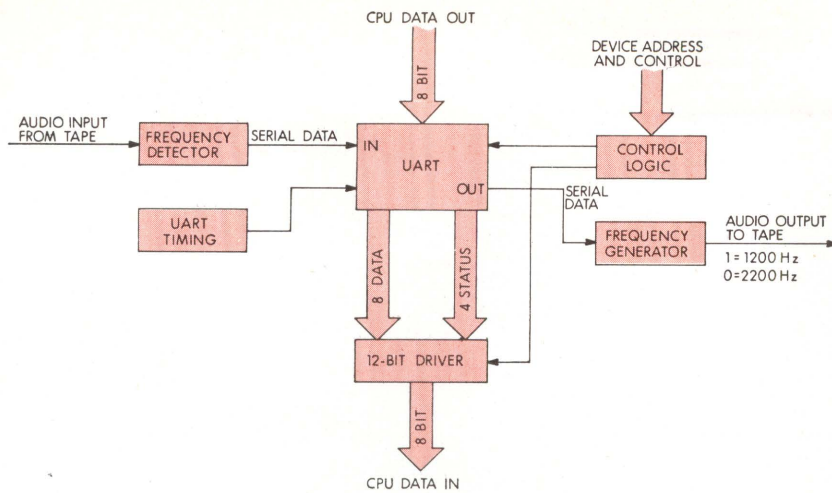 CPU DATA OUT
8 BIT
DEVICE ADDRESS
AND CONTROL
AUDIO INPUT
FROM TAPE
FREQUENCY
DETECTOR
SERIAL DATA
IN
UART
OUT
CONTROL
LOGIC
SERIAL
DATA
UART
TIMING
FREQUENCY
GENERATOR
AUDIO OUTPUT
TO TAPE
1=1200 Hz
0=2200 Hz
8 DATA
4 STATUS
12-BIT DRIVER
8 BIT
CPU DATA IN